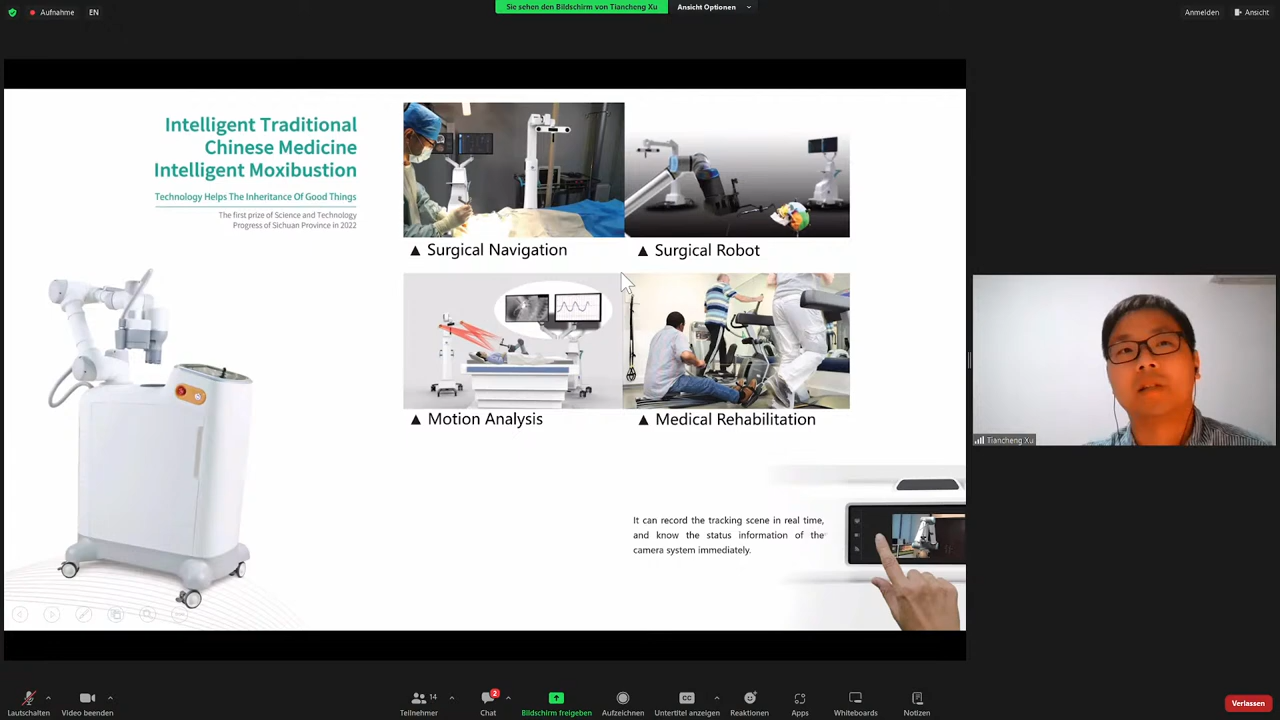 Aufnahme
EN
Sie sehen den Bildschirm von Tiancheng Xu
Ansicht Optionen
Anmelden
Ansicht
Intelligent Traditional
Chinese Medicine
Intelligent Moxibustion
Technology Helps The Inheritance Of Good Things
The first prize of Science and Technology
Progress of Sichuan Province in 2022
▲ Surgical Navigation
▲ Surgical Robot
▲ Motion Analysis
▲ Medical Rehabilitation
It can record the tracking scene in real time,
and know the status information of the
camera system immediately.
Tiancheng Xu
Lautschalten
Video beenden
14
Teilnehmer
2
Chat
Bildschirm freigeben
Aufzeichnen
CC
Untertitel anzeigen
Reaktionen
Apps
Whiteboards
Notizen
Verlassen